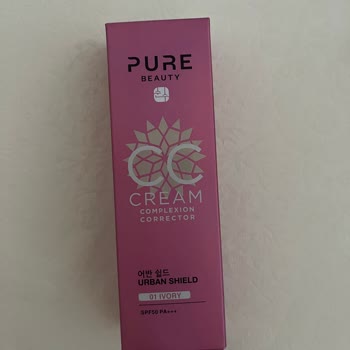 PURE
BEAUTY
CC
CREAM
COMPLEXION
CORRECTOR
어반 쉴드
URBAN SHIELD
01 IVORY
SPF50 PA+++